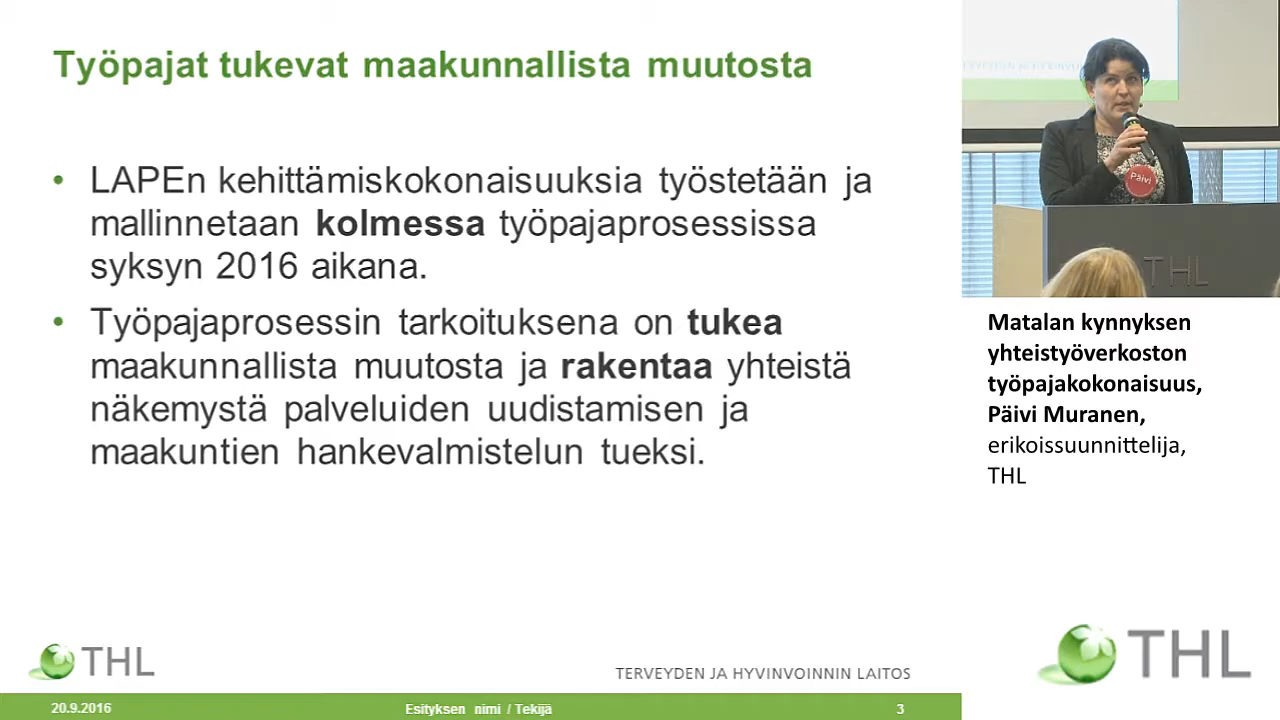 Työpajat tukevat maakunnallista muutosta
• LAPEn kehittämiskokonaisuuksia työstetään ja
mallinnetaan kolmessa työpajaprosessissa
syksyn 2016 aikana.
• Työpajaprosessin tarkoituksena on tukea
maakunnallista muutosta ja rakentaa yhteistä
näkemystä palveluiden uudistamisen ja
maakuntien hankevalmistelun tueksi.
THL
TERVEYDEN JA HYVINVOINNIN LAITOS
20.9.2016 Esityksen nimi / Tekijä 3
Päivi
THL
Matalan kynnyksen
yhteistyöverkoston
työpajakokonaisuus,
Päivi Muranen,
erikoissuunnittelija,
THL
THL